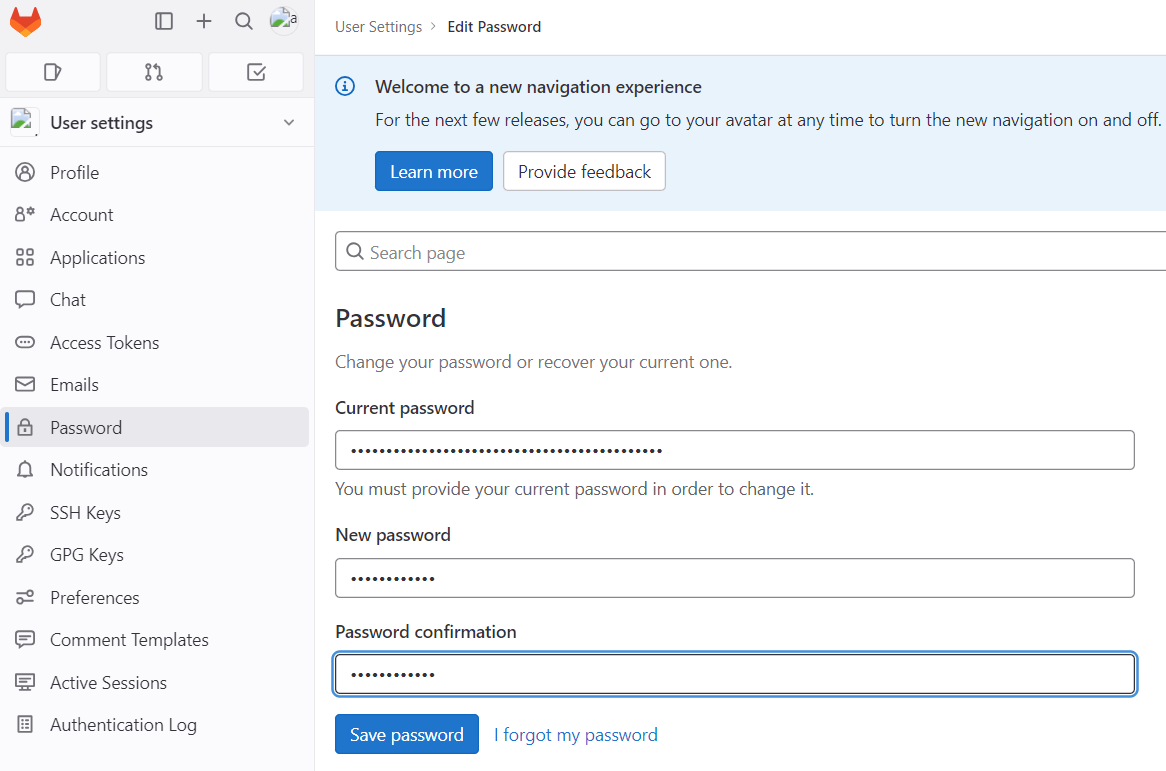 a
User settings
Profile
Account
Applications
Chat
Access Tokens
Emails
Password
Notifications
SSH Keys
GPG Keys
Preferences
Comment Templates
Active Sessions
Authentication Log
User Settings › Edit Password
Welcome to a new navigation experience
For the next few releases, you can go to your avatar at any time to turn the new navigation on and off.
Learn more Provide feedback
Search page
Password
Change your password or recover your current one.
Current password
••••••••••••••••••••••••••••••••••••••••••••
You must provide your current password in order to change it.
New password
••••••••••••
Password confirmation
••••••••••••
Save password I forgot my password